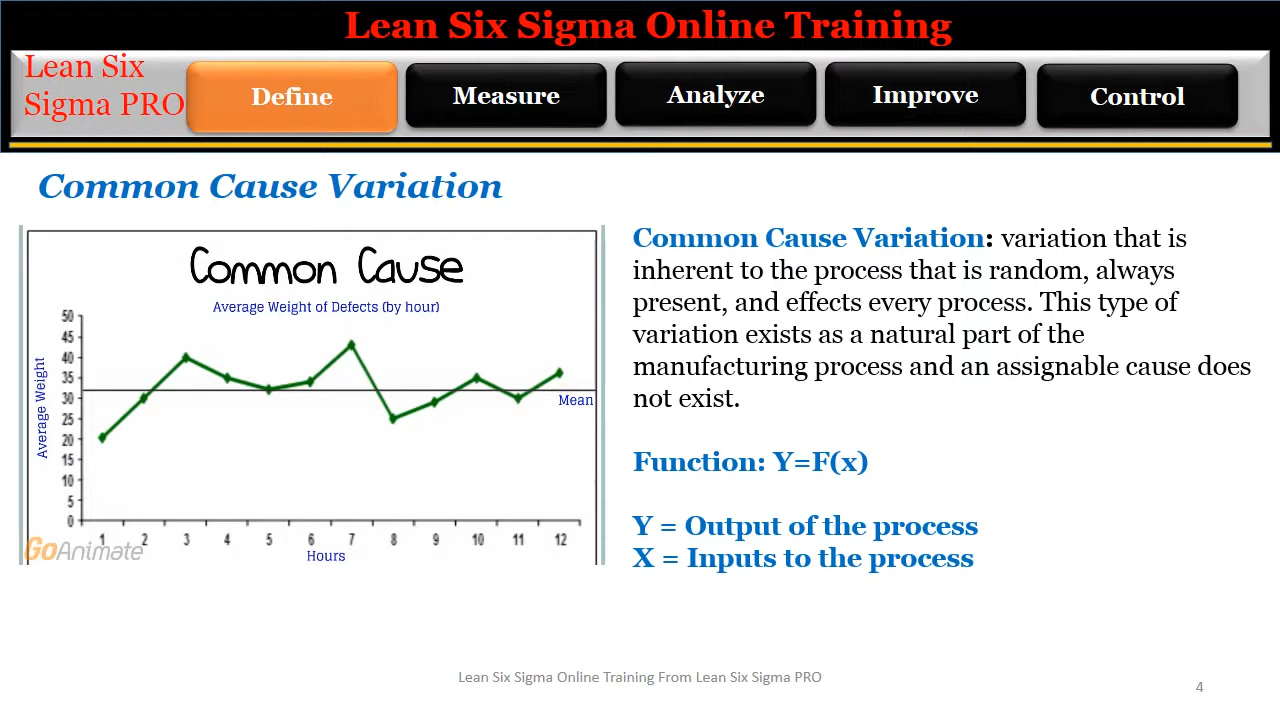 Lean Six Sigma Online Training
Lean Six
Sigma PRO
Define
Measure
Analyze
Improve
Control
Common Cause Variation
Common Cause
Average Weight of Defects (by hour)
Average Weight
50
45
40
35
30
25
20
15
10
5
0
Mean
1 2 3 4 5 6 7 8 9 10 11 12
Hours
GoAnimate
Common Cause Variation: variation that is
inherent to the process that is random, always
present, and effects every process. This type of
variation exists as a natural part of the
manufacturing process and an assignable cause does
not exist.
Function: Y=F(x)
Y = Output of the process
X = Inputs to the process
Lean Six Sigma Online Training From Lean Six Sigma PRO
4